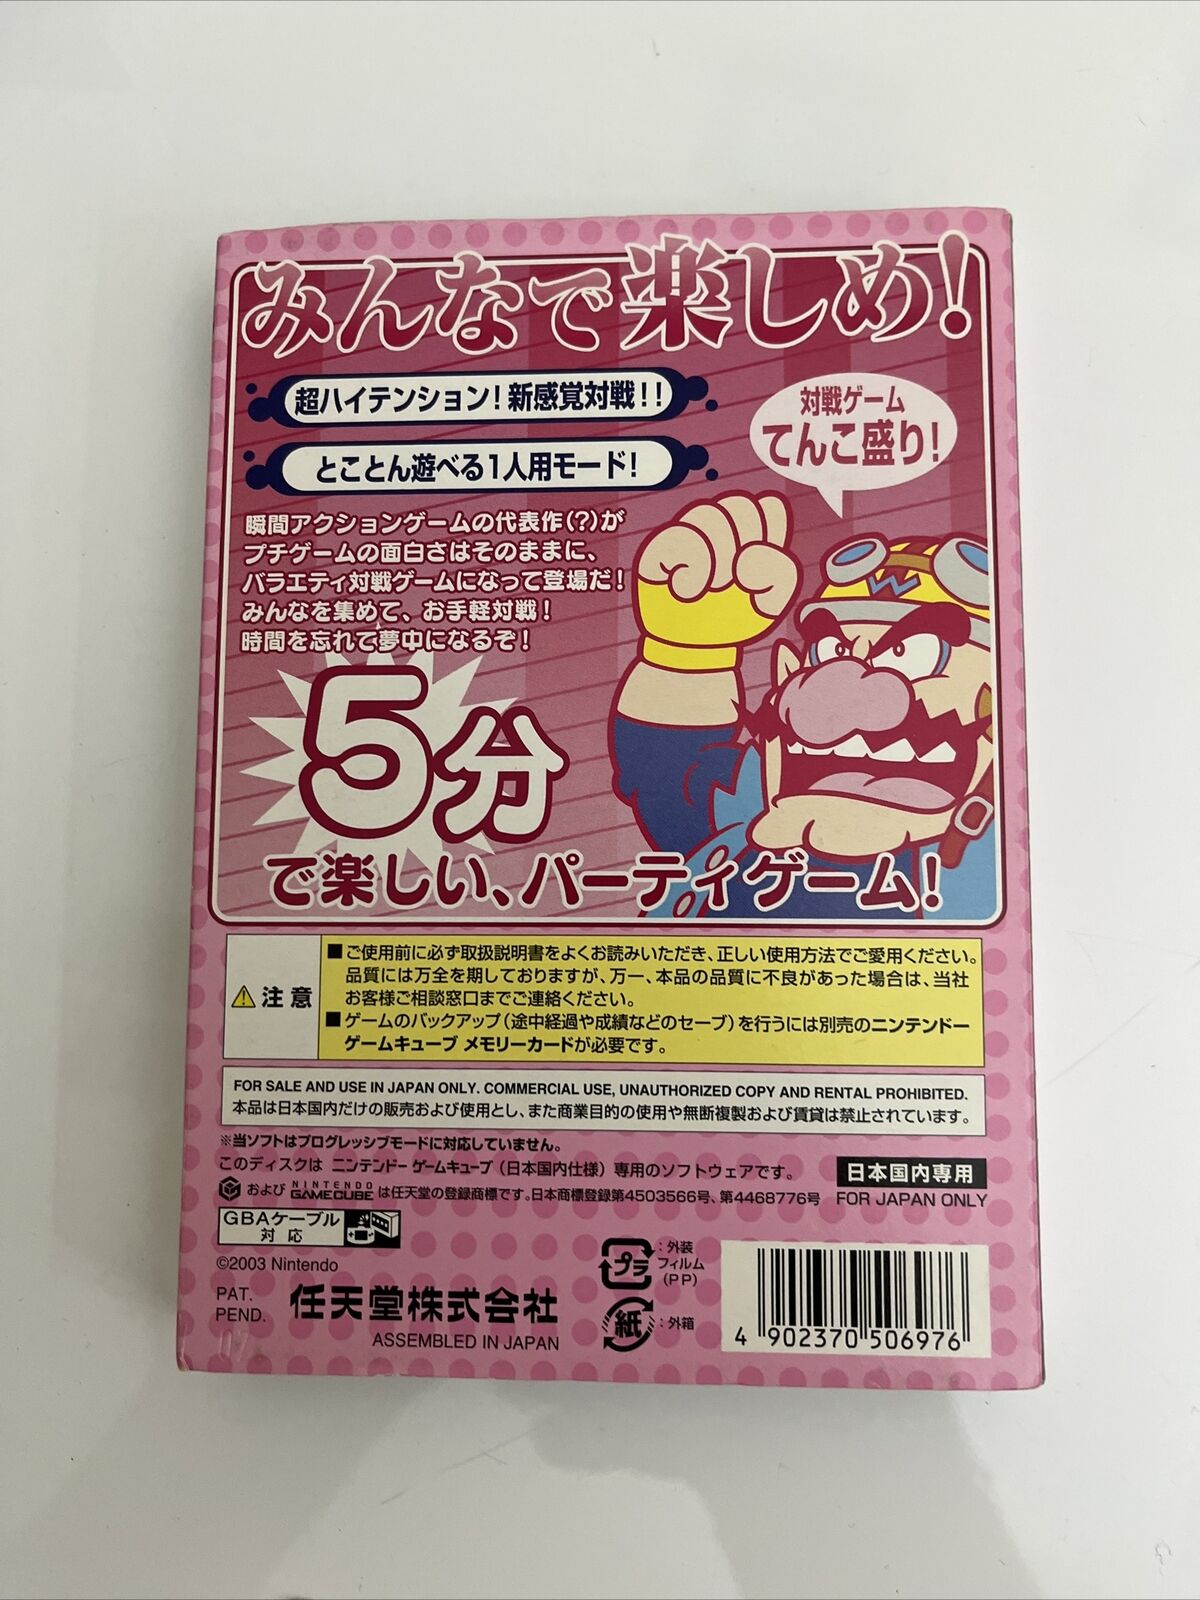 みんなで楽しめ!
超ハイテンション!新感覚対戦!!
とことん遊べる1人用モード!
対戦ゲーム
てんこ盛り!
瞬間アクションゲームの代表作(?)が
プチゲームの面白さはそのままに、
バラエティ対戦ゲームになって登場だ!
みんなを集めて、お手軽対戦!
時間を忘れて夢中になるぞ!
5分
で楽しい、パーティゲーム!
注意
■ご使用前に必ず取扱説明書をよくお読みいただき、正しい使用方法でご愛用ください。
品質には万全を期しておりますが、万一、本品の品質に不良があった場合は、当社
お客様ご相談窓口までご連絡ください。
■ゲームのバックアップ(途中経過や成績などのセーブ)を行うには別売のニンテンドー
ゲームキューブ メモリーカードが必要です。
FOR SALE AND USE IN JAPAN ONLY. COMMERCIAL USE, UNAUTHORIZED COPY AND RENTAL PROHIBITED.
本品は日本国内だけの販売および使用とし、また商業目的の使用や無断複製および賃貸は禁止されています。
※当ソフトはプログレッシブモードに対応していません。
このディスクは ニンテンドー ゲームキューブ (日本国内仕様) 専用のソフトウェアです。
および NINTENDO GAMECUBE は任天堂の登録商標です。日本商標登録第4503566号、第4468776号
日本国内専用
FOR JAPAN ONLY
GBAケーブル
対応
©2003 Nintendo
PAT.
PEND.
任天堂株式会社
ASSEMBLED IN JAPAN
プラ
:外装
フィルム
(PP)
紙
:外箱
4 902370 506976